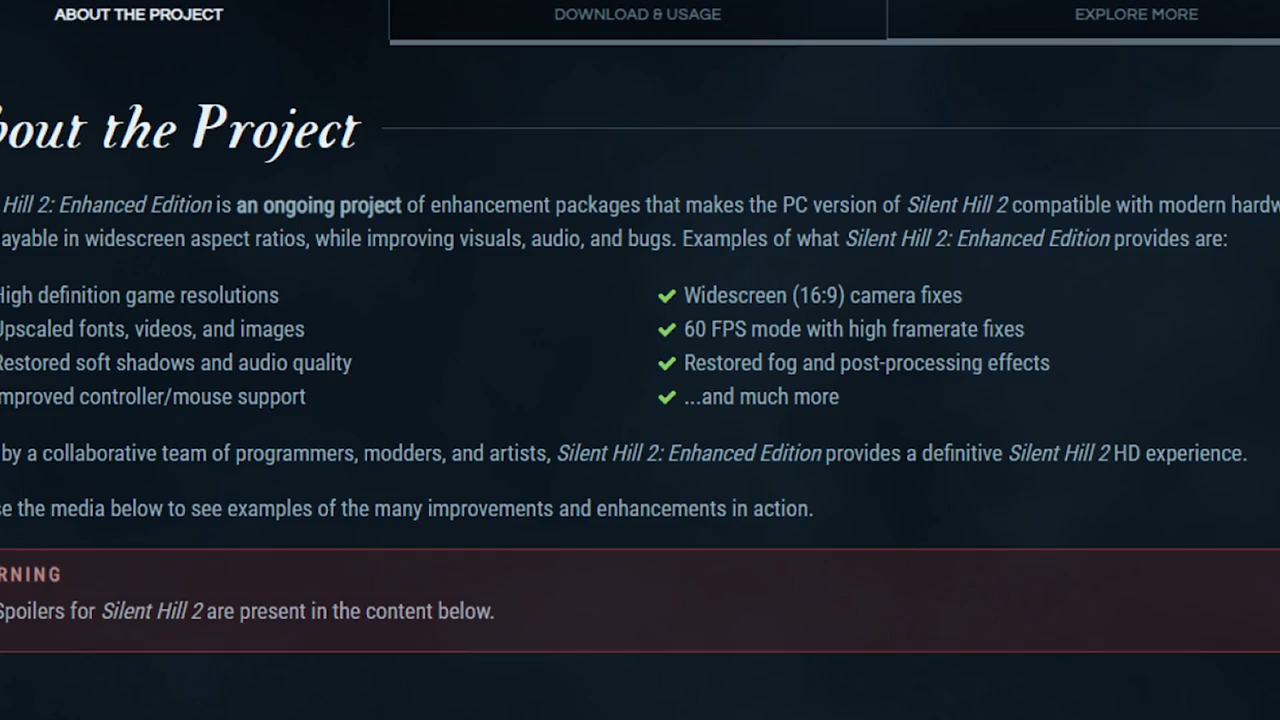 ABOUT THE PROJECT
DOWNLOAD & USAGE
EXPLORE MORE
bout the Project
Hill 2: Enhanced Edition is an ongoing project of enhancement packages that makes the PC version of Silent Hill 2 compatible with modern hardw
ayable in widescreen aspect ratios, while improving visuals, audio, and bugs. Examples of what Silent Hill 2: Enhanced Edition provides are:
High definition game resolutions
Upscaled fonts, videos, and images
Restored soft shadows and audio quality
mproved controller/mouse support
Widescreen (16:9) camera fixes
60 FPS mode with high framerate fixes
Restored fog and post-processing effects
...and much more
by a collaborative team of programmers, modders, and artists, Silent Hill 2: Enhanced Edition provides a definitive Silent Hill 2 HD experience.
se the media below to see examples of the many improvements and enhancements in action.
RNING
Spoilers for Silent Hill 2 are present in the content below.